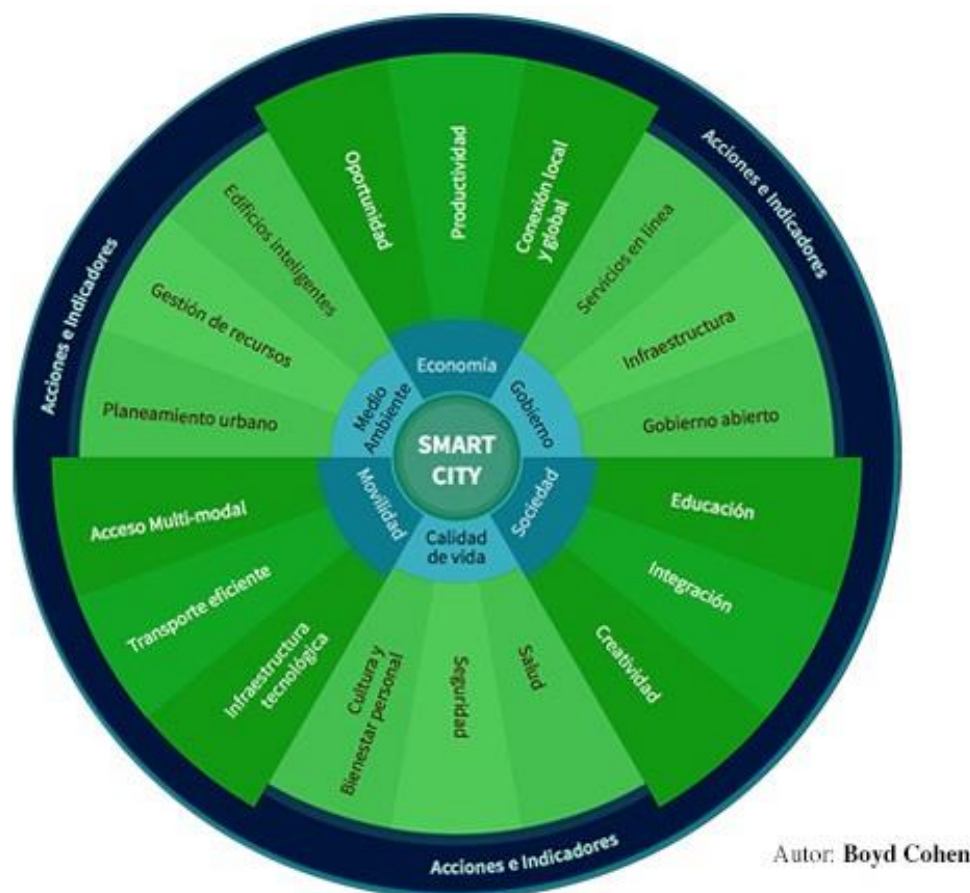 Acciones e Indicadores
Acciones e Indicadores
Acciones e Indicadores
Oportunidad
Productividad
Conexión local
y global
Servicios en línea
Infraestructura
Gobierno abierto
Educación
Integración
Creatividad
Salud
Seguridad
Cultura y
Bienestar personal
Infraestructura
tecnológica
Transporte eficiente
Acceso Multi-modal
Planeamiento urbano
Gestión de recursos
Edificios inteligentes
Economía
Gobierno
Sociedad
Calidad
de vida
Movilidad
Medio
Ambiente
SMART
CITY
Autor: Boyd Cohen